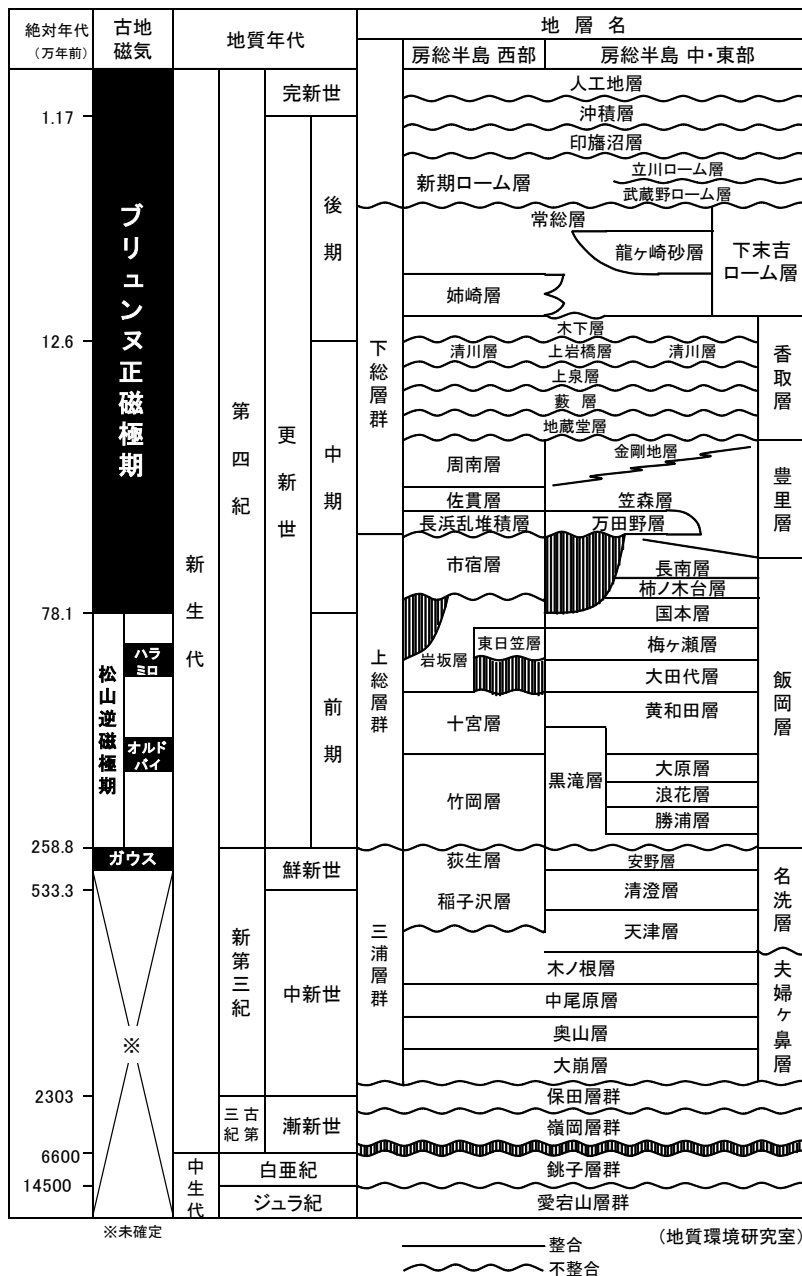 絶対年代
(万年前)
古地
磁気
地質年代
地 層 名
房総半島 西部
房総半島 中・東部
1.17
12.6
78.1
258.8
533.3
2303
6600
14500
ブリュンヌ正磁極期
松山逆磁極期
ハラ
ミロ
オルド
バイ
ガウス
※
※未確定
新生代
中生代
第四紀
新第三紀
古第
三紀
白亜紀
ジュラ紀
完新世
更新世
後期
中期
前期
鮮新世
中新世
漸新世
下総層群
上総層群
三浦層群
人工地層
沖積層
印旛沼層
新期ローム層
立川ローム層
武蔵野ローム層
常総層
龍ヶ崎砂層
下末吉
ローム層
姉崎層
木下層
清川層
上岩橋層
清川層
上泉層
藪 層
地蔵堂層
香取層
周南層
金剛地層
佐貫層
笠森層
長浜乱堆積層
万田野層
豊里層
市宿層
長南層
柿ノ木台層
国本層
岩坂層
東日笠層
梅ヶ瀬層
大田代層
十宮層
黄和田層
竹岡層
黒滝層
大原層
浪花層
勝浦層
飯岡層
荻生層
安野層
稲子沢層
清澄層
天津層
名洗層
木ノ根層
中尾原層
奥山層
大崩層
夫婦ヶ鼻層
保田層群
嶺岡層群
銚子層群
愛宕山層群
(地質環境研究室)
整合
不整合